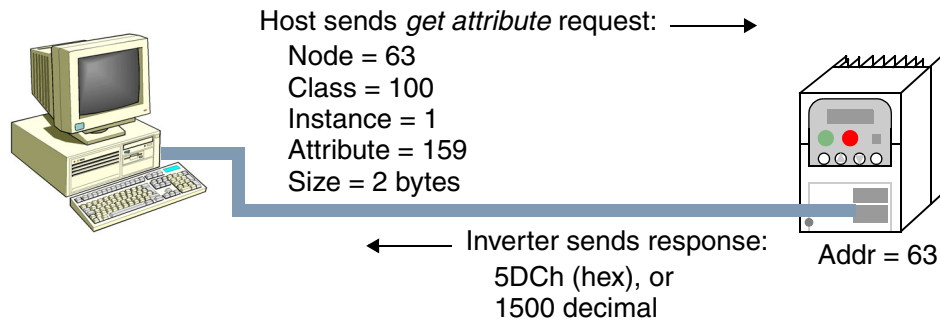 Host sends get attribute request:
Node = 63
Class = 100
Instance = 1
Attribute = 159
Size = 2 bytes
Inverter sends response:
5DCh (hex), or
1500 decimal
Addr = 63